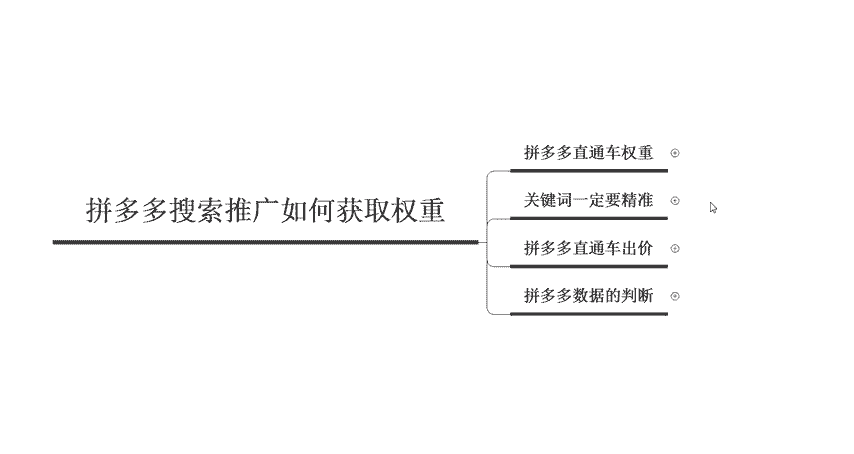 拼多多搜索推广如何获取权重
拼多多直通车权重
关键词一定要精准
拼多多直通车出价
拼多多数据的判断